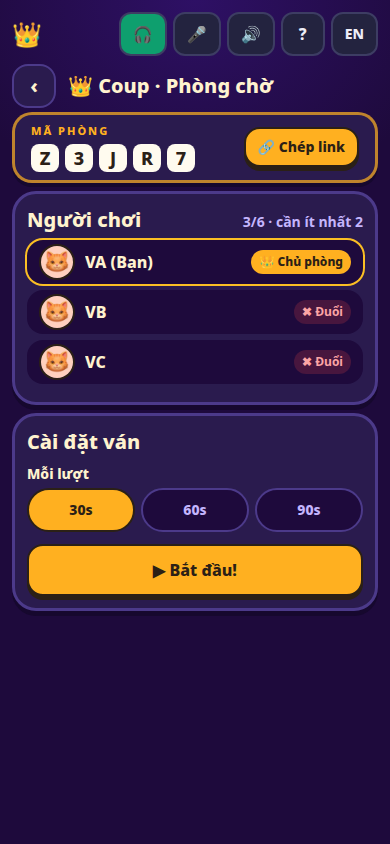 ? EN
‹ 👑 Coup · Phòng chờ
MÃ PHÒNG
Z 3 J R 7
🔗 Chép link
Người chơi 3/6 · cần ít nhất 2
VA (Bạn) 👑 Chủ phòng
VB ✖ Đuổi
VC ✖ Đuổi
Cài đặt ván
Mỗi lượt
30s 60s 90s
▶ Bắt đầu!